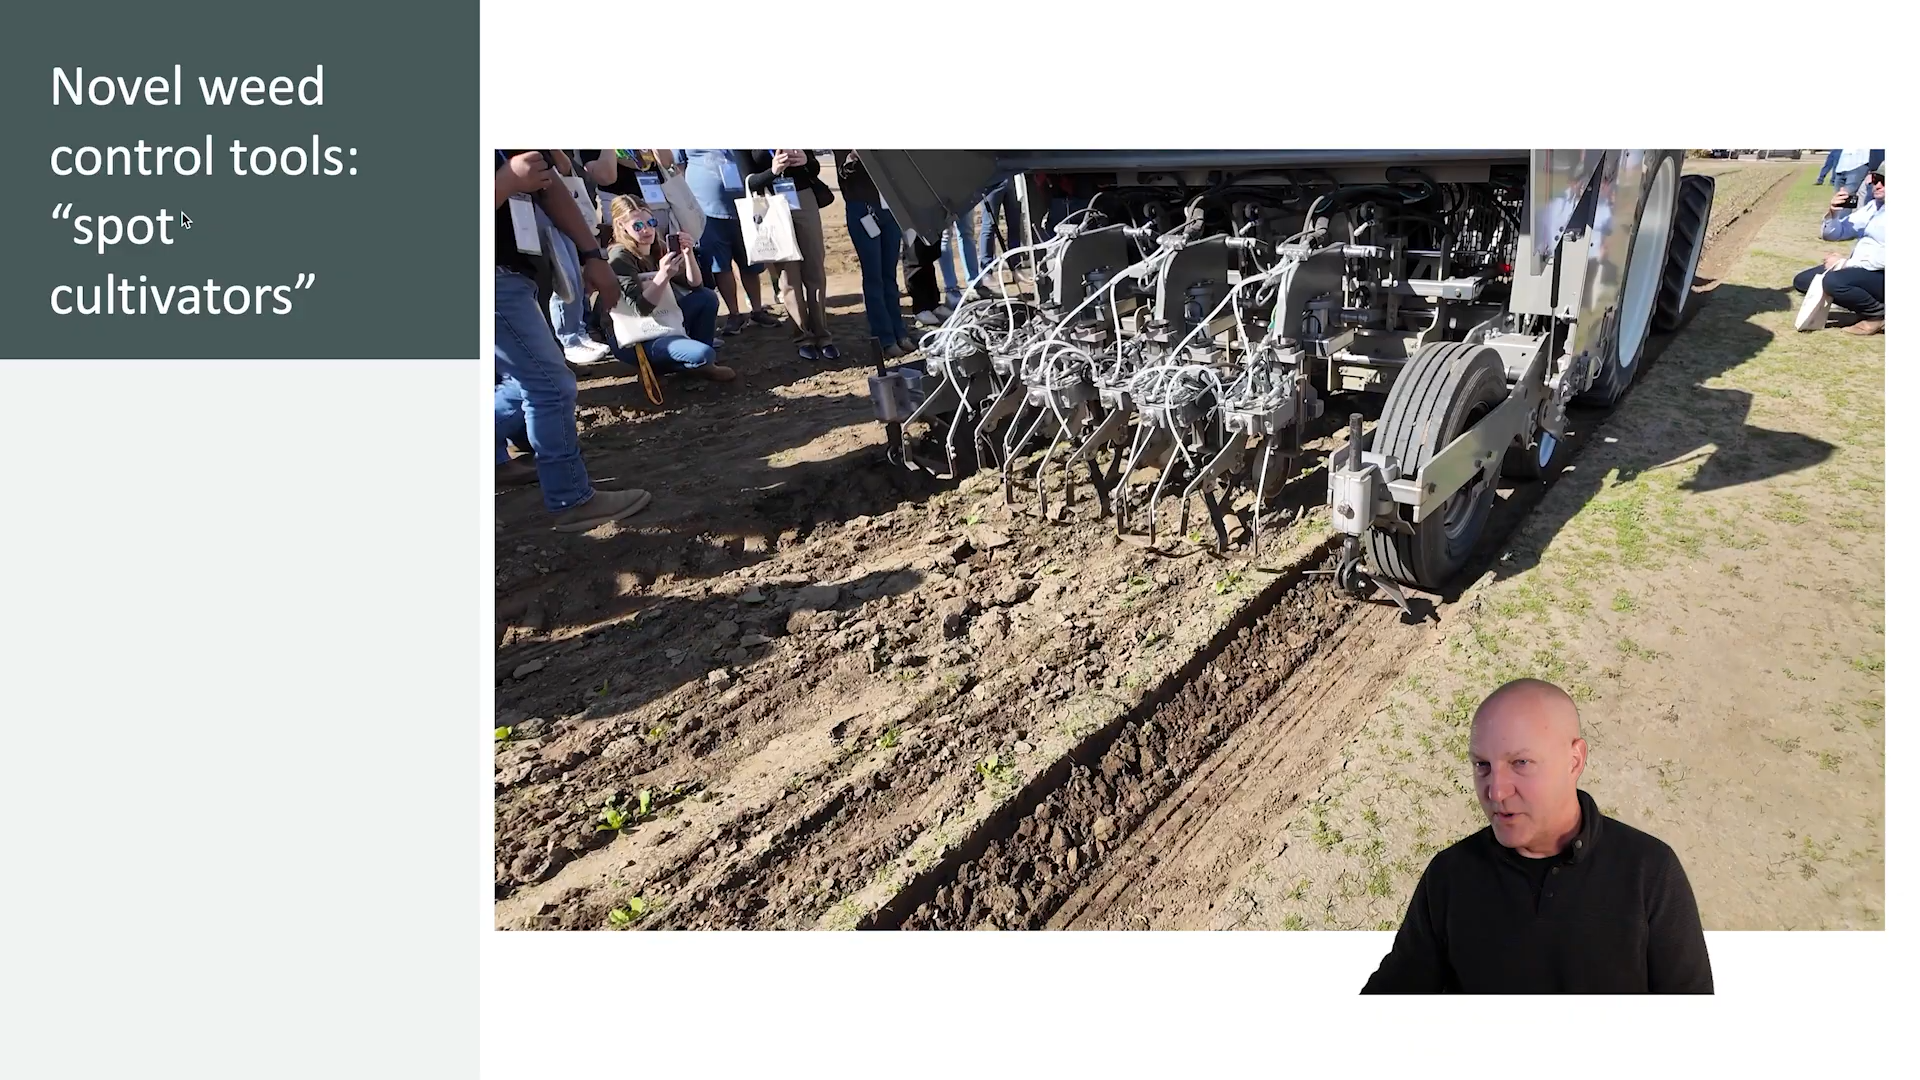 Novel weed
control tools:
“spot
cultivators”